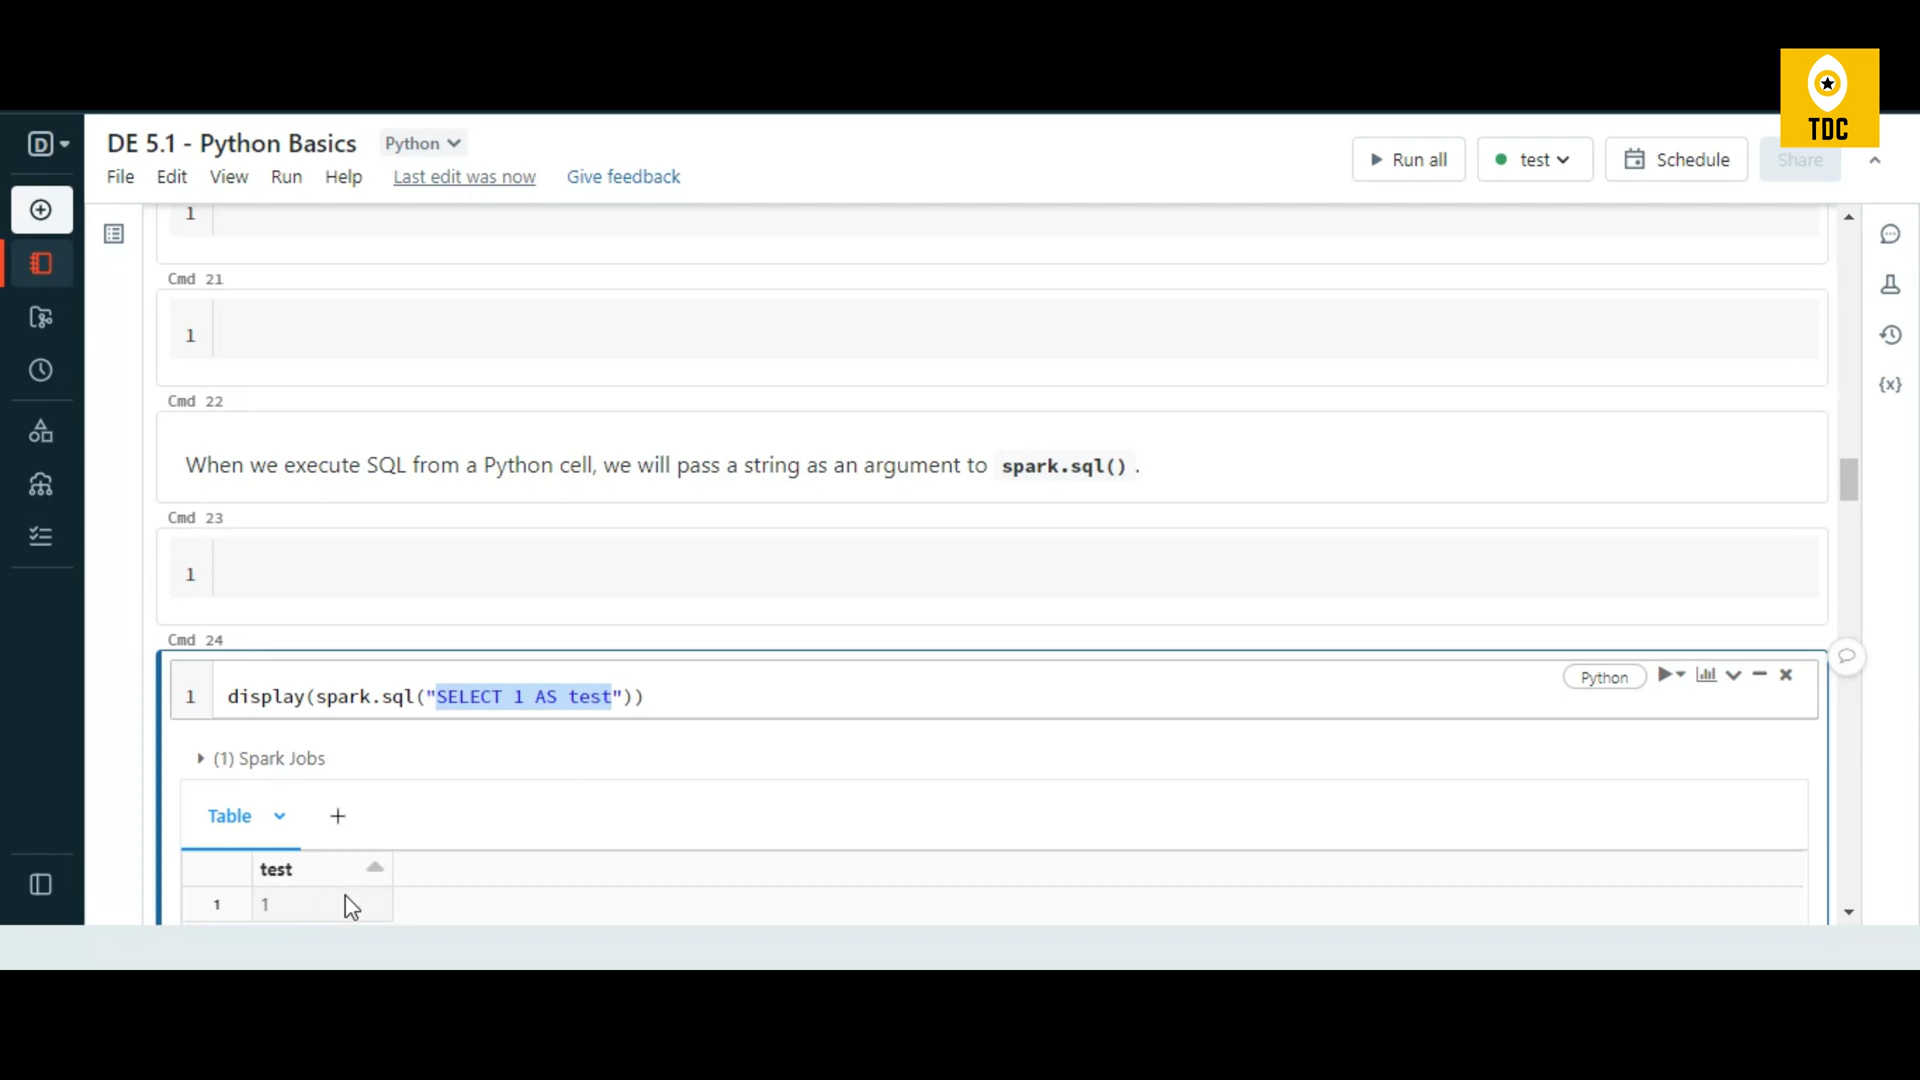 TDC
DE 5.1 - Python Basics Python
Run all test Schedule Share
File Edit View Run Help Last edit was now Give feedback
1
Cmd 21
1
Cmd 22
When we execute SQL from a Python cell, we will pass a string as an argument to spark.sql() .
Cmd 23
1
Cmd 24
Python
1 display(spark.sql("SELECT 1 AS test"))
(1) Spark Jobs
Table +
test
1 1